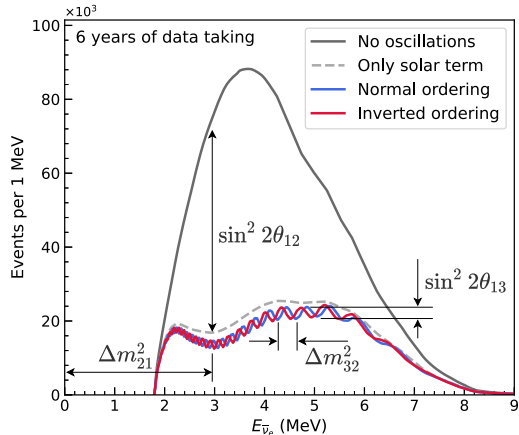 ×10³
100
80
60
40
20
0
Events per 1 MeV
6 years of data taking
No oscillations
Only solar term
Normal ordering
Inverted ordering
sin² 2θ₁₂
sin² 2θ₁₃
Δm²₂₁
Δm²₃₂
0 1 2 3 4 5 6 7 8 9
E_ν̄ₑ (MeV)